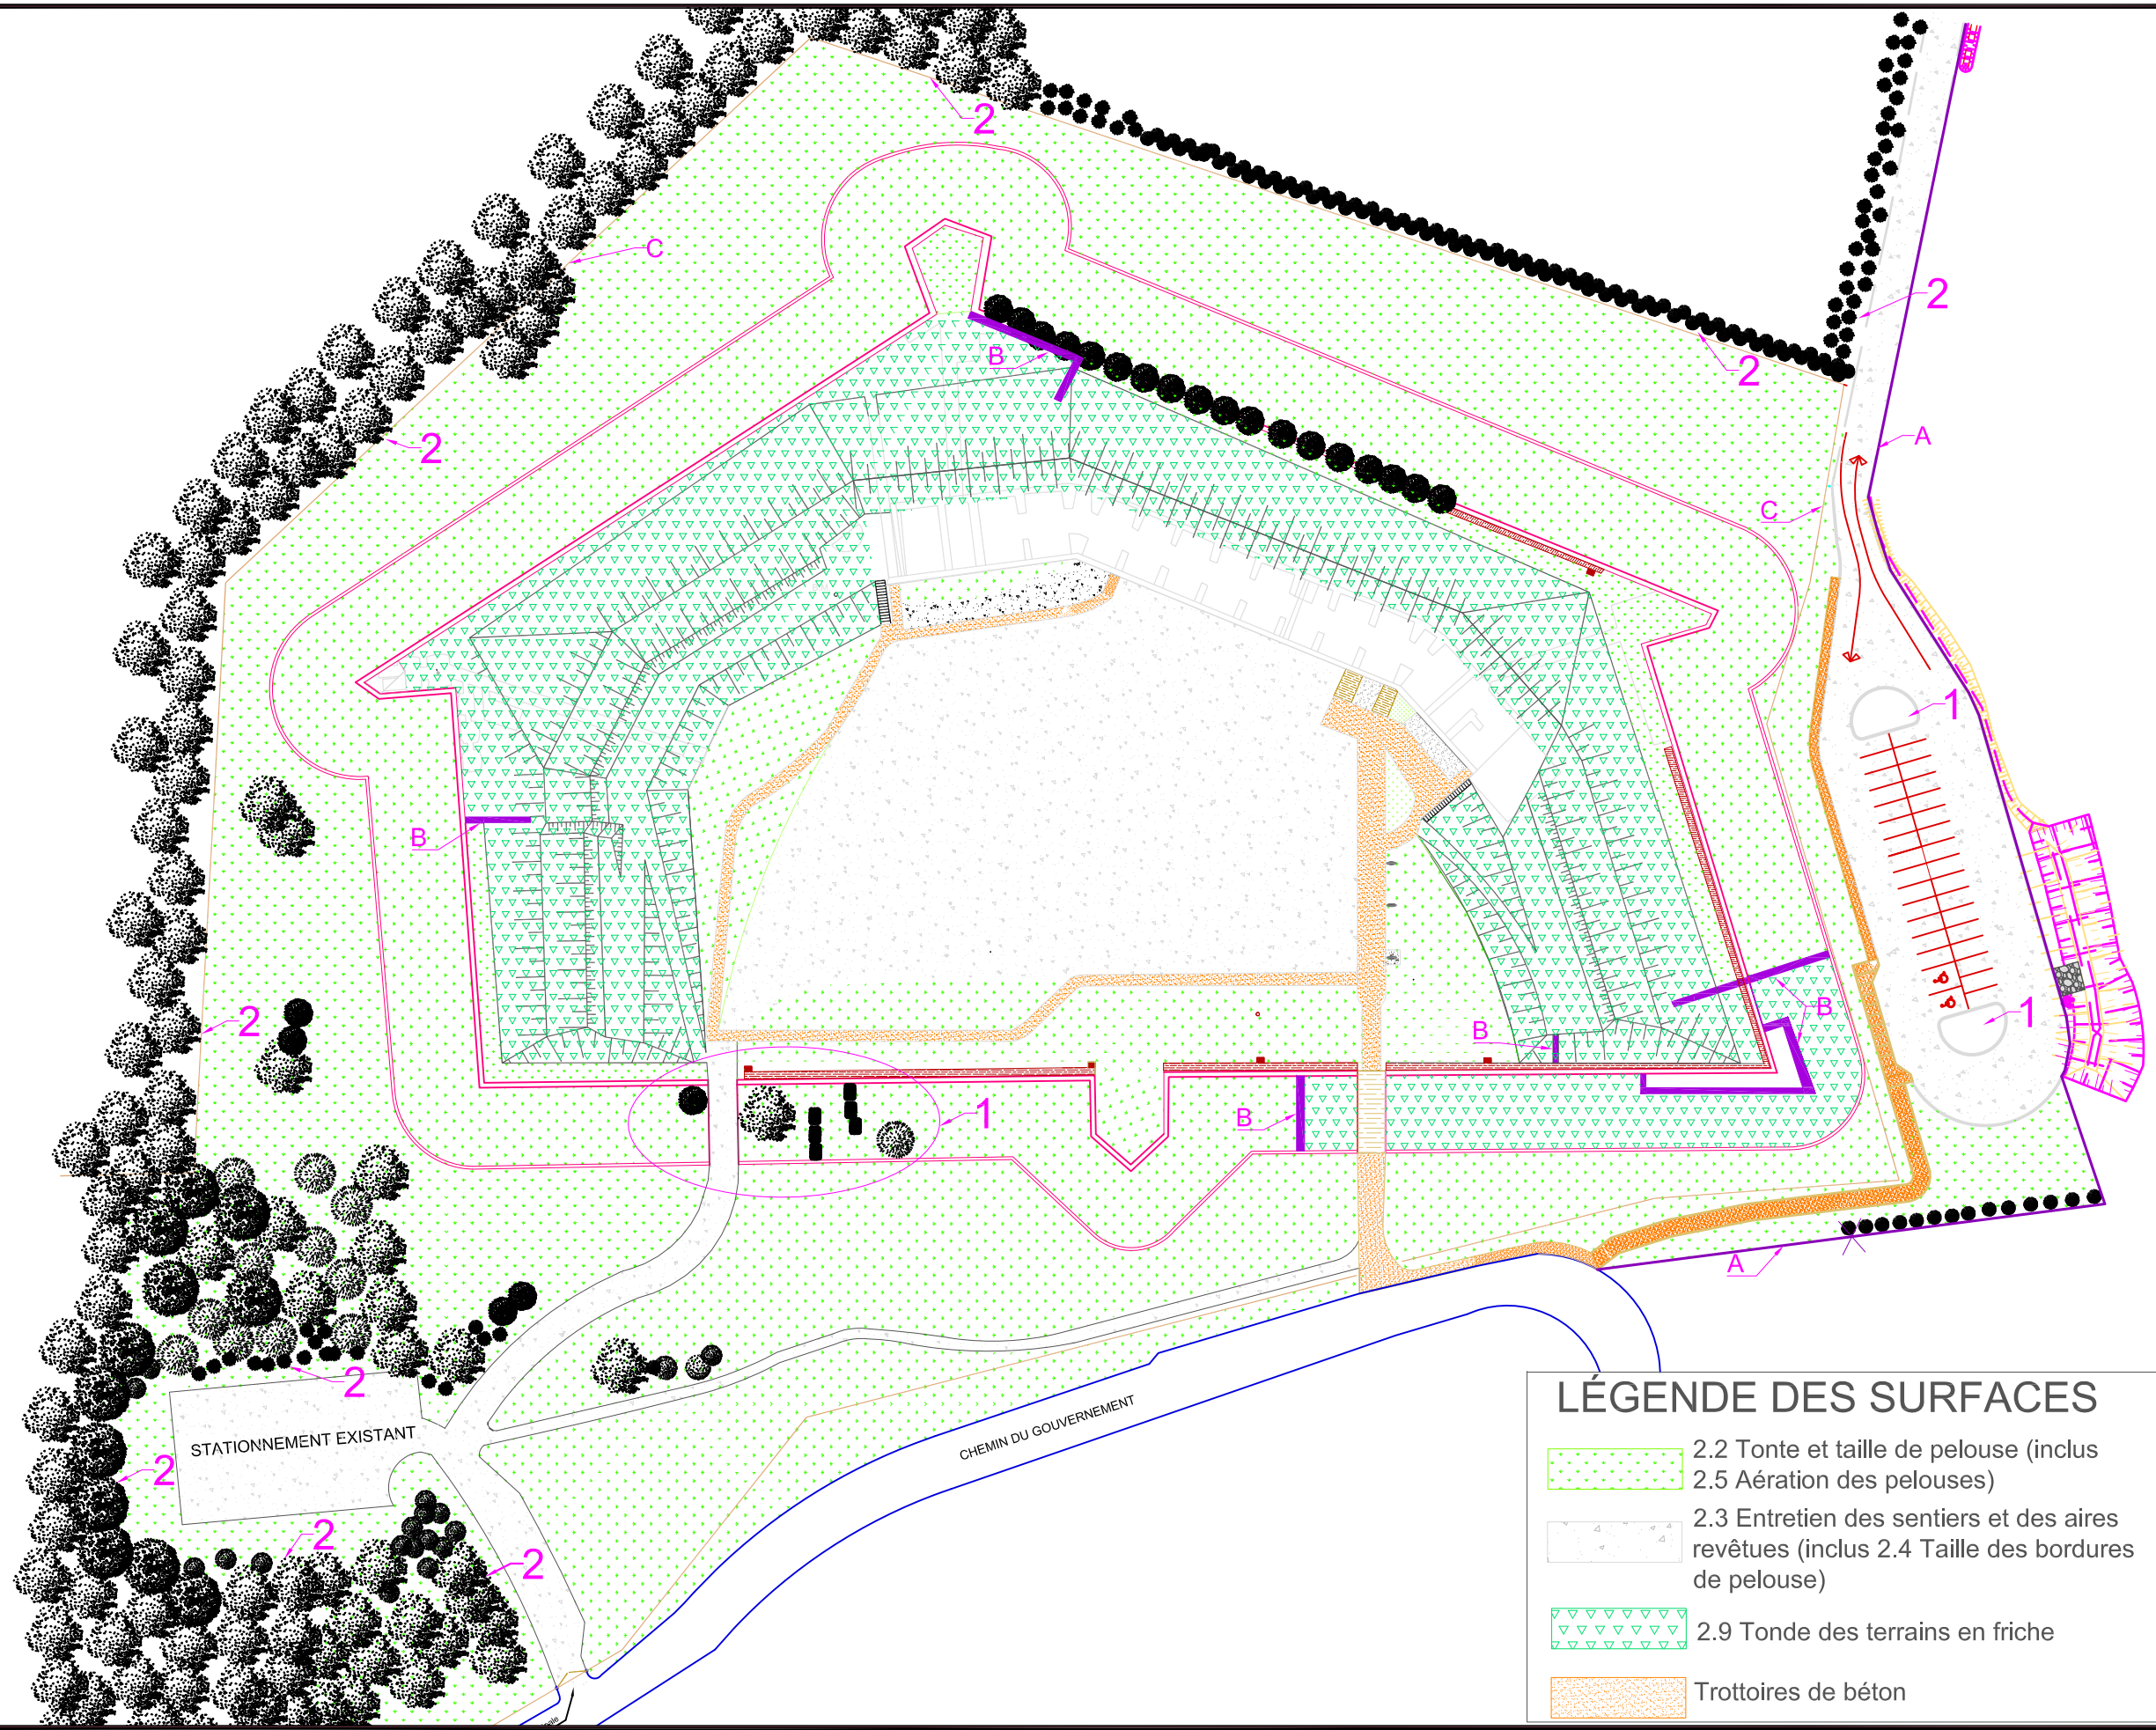 2
C
2
2
B
2
A
C
2
1
B
2
B
B
1
B
1
A
2
STATIONNEMENT EXISTANT
CHEMIN DU GOUVERNEMENT
2
2
2
LÉGENDE DES SURFACES
2.2 Tonte et taille de pelouse (inclus
2.5 Aération des pelouses)
2.3 Entretien des sentiers et des aires
revêtues (inclus 2.4 Taille des bordures
de pelouse)
2.9 Tonde des terrains en friche
Trottoires de béton